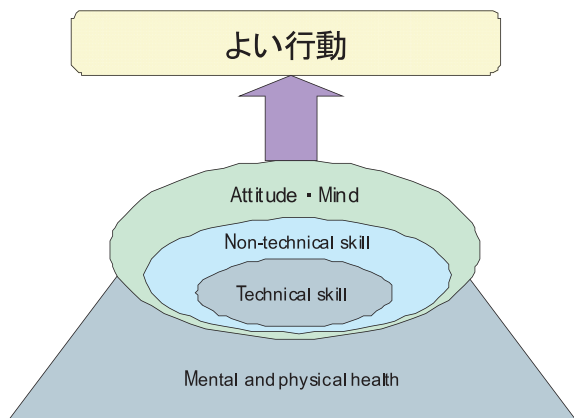 よい行動
Attitude・Mind
Non-technical skill
Technical skill
Mental and physical health